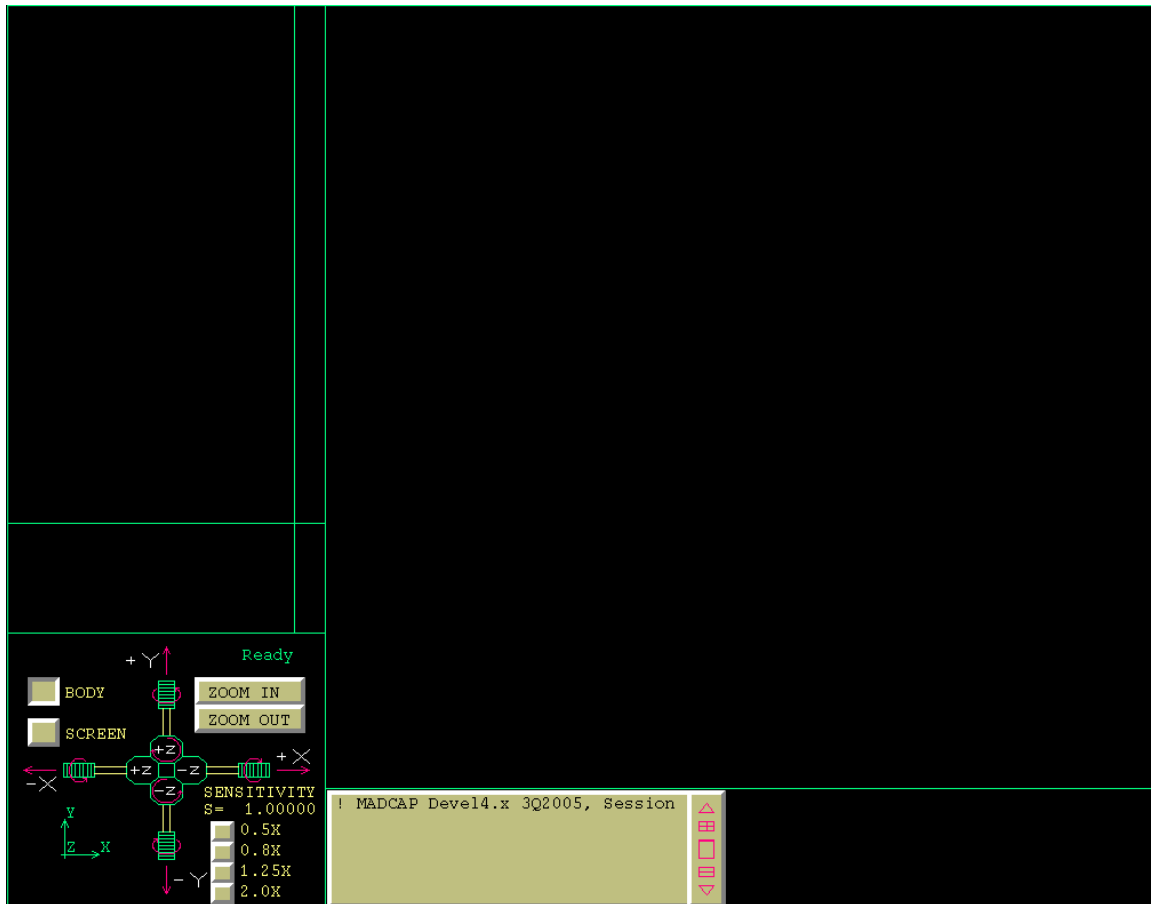 Ready
+ Y
BODY
ZOOM IN
ZOOM OUT
SCREEN
+Z
+ X
+Z
-Z
-X
-Z
SENSITIVITY
S= 1.00000
! MADCAP Devel4.x 3Q2005, Session
Y
0.5X
Z X
0.8X
1.25X
- Y
2.0X